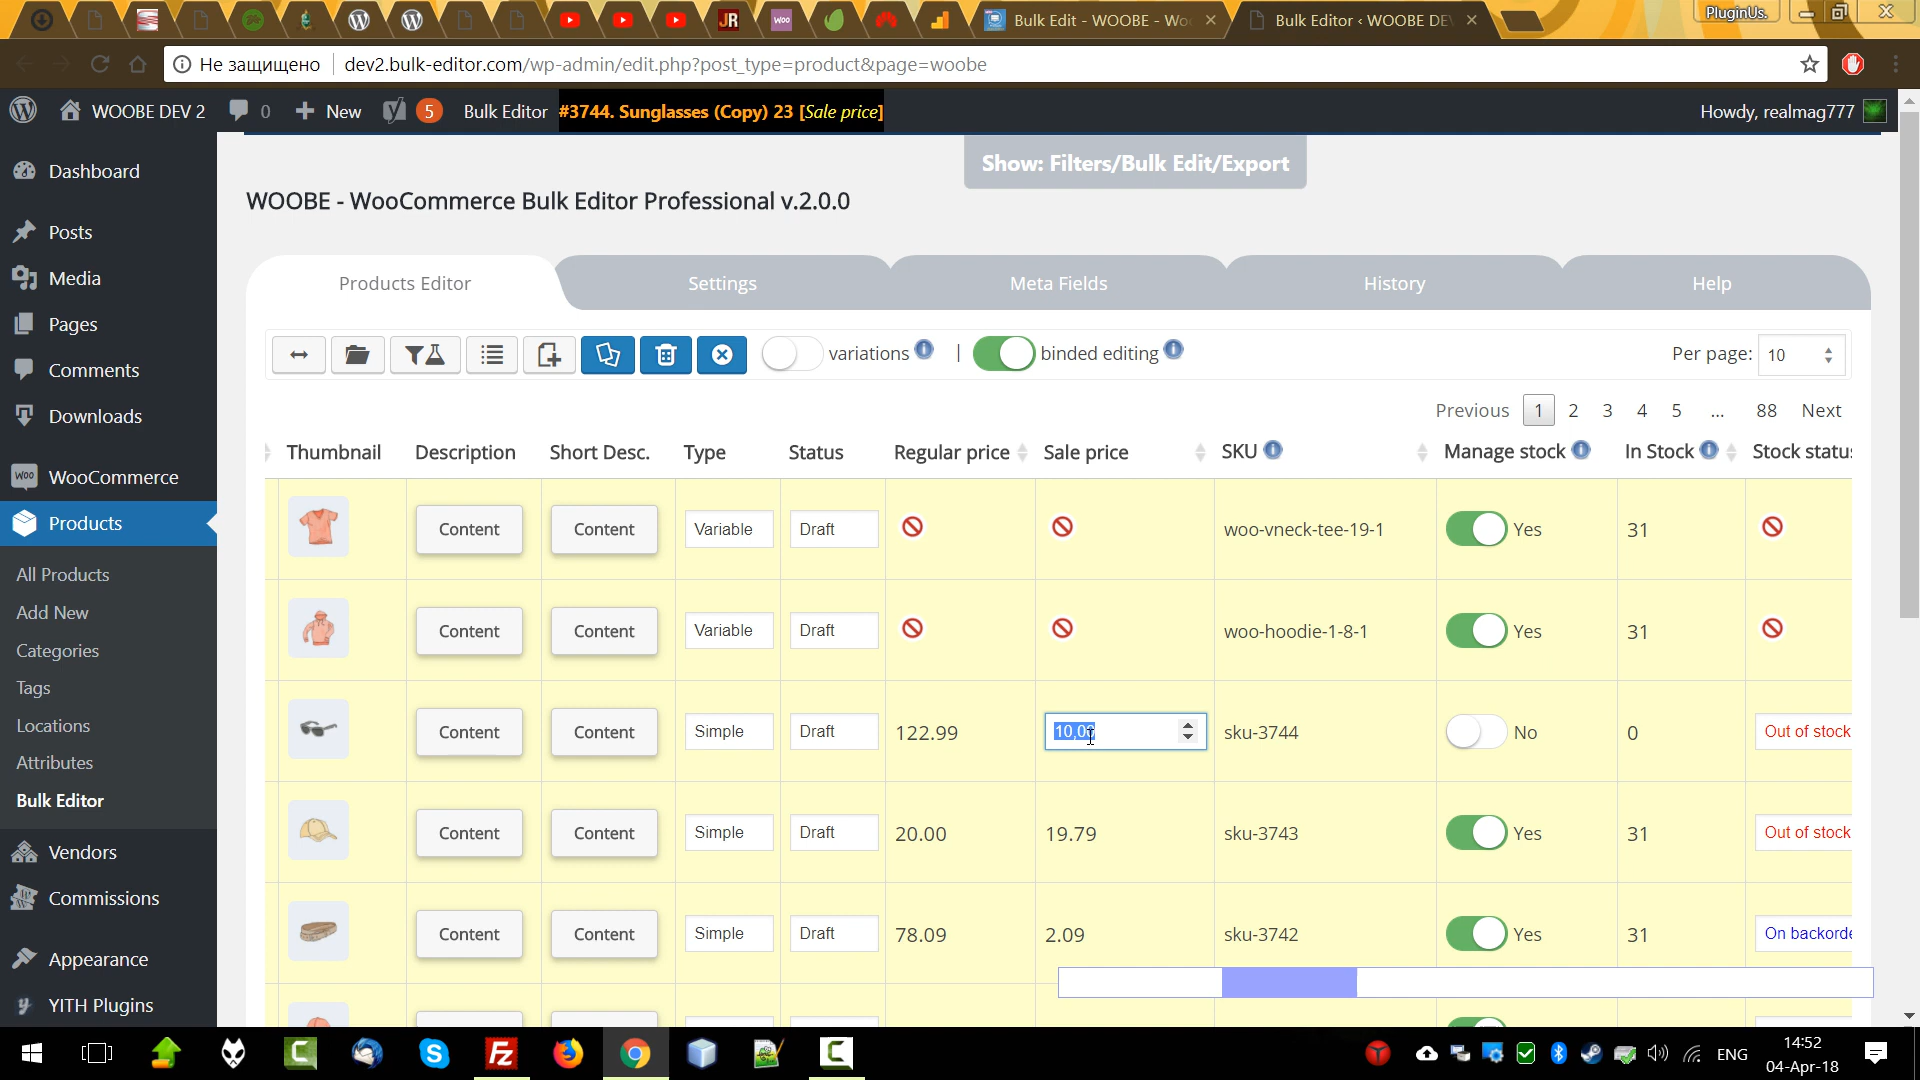 PluginUs.
JR
WOO
Bulk Edit - WOOBE - Wo
Bulk Editor ‹ WOOBE DE
Не защищено
dev2.bulk-editor.com/wp-admin/edit.php?post_type=product&page=woobe
WOOBE DEV 2
0
New
5
Bulk Editor
#3744. Sunglasses (Copy) 23 [Sale price]
Howdy, realmag777
Dashboard
Posts
Media
Pages
Comments
Downloads
WooCommerce
Products
All Products
Add New
Categories
Tags
Locations
Attributes
Bulk Editor
Vendors
Commissions
Appearance
YITH Plugins
Show: Filters/Bulk Edit/Export
WOOBE - WooCommerce Bulk Editor Professional v.2.0.0
Products Editor
Settings
Meta Fields
History
Help
variations
|
binded editing
Per page:
10
Previous 1 2 3 4 5 ... 88 Next
Thumbnail Description Short Desc. Type Status Regular price Sale price SKU Manage stock In Stock Stock status
Content Content Variable Draft woo-vneck-tee-19-1 Yes 31
Content Content Variable Draft woo-hoodie-1-8-1 Yes 31
Content Content Simple Draft 122.99 10,09 sku-3744 No 0 Out of stock
Content Content Simple Draft 20.00 19.79 sku-3743 Yes 31 Out of stock
Content Content Simple Draft 78.09 2.09 sku-3742 Yes 31 On backorde
ENG
14:52
04-Apr-18